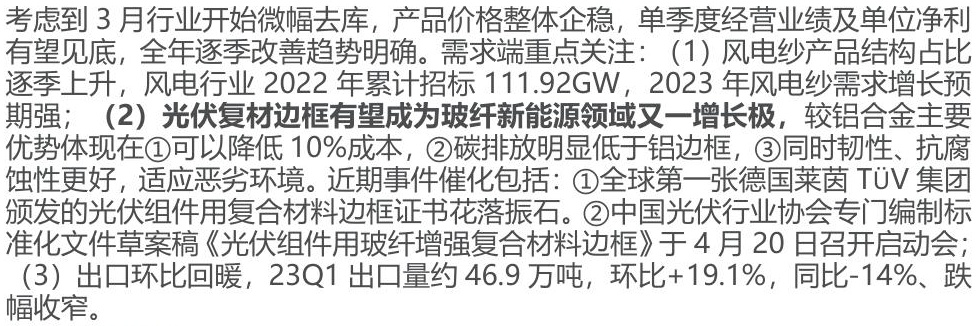 考虑到 3 月行业开始微幅去库，产品价格整体企稳，单季度经营业绩及单位净利
有望见底，全年逐季改善趋势明确。需求端重点关注：（1）风电纱产品结构占比
逐季上升，风电行业 2022 年累计招标 111.92GW，2023 年风电纱需求增长预
期强；（2）光伏复材边框有望成为玻纤新能源领域又一增长极，较铝合金主要
优势体现在①可以降低 10%成本，②碳排放明显低于铝边框，③同时韧性、抗腐
蚀性更好，适应恶劣环境。近期事件催化包括：①全球第一张德国莱茵 TÜV 集团
颁发的光伏组件用复合材料边框证书花落振石。②中国光伏行业协会专门编制标
准化文件草案稿《光伏组件用玻纤增强复合材料边框》于 4 月 20 日召开启动会；
（3）出口环比回暖，23Q1 出口量约 46.9 万吨，环比+19.1%，同比-14%、跌
幅收窄。